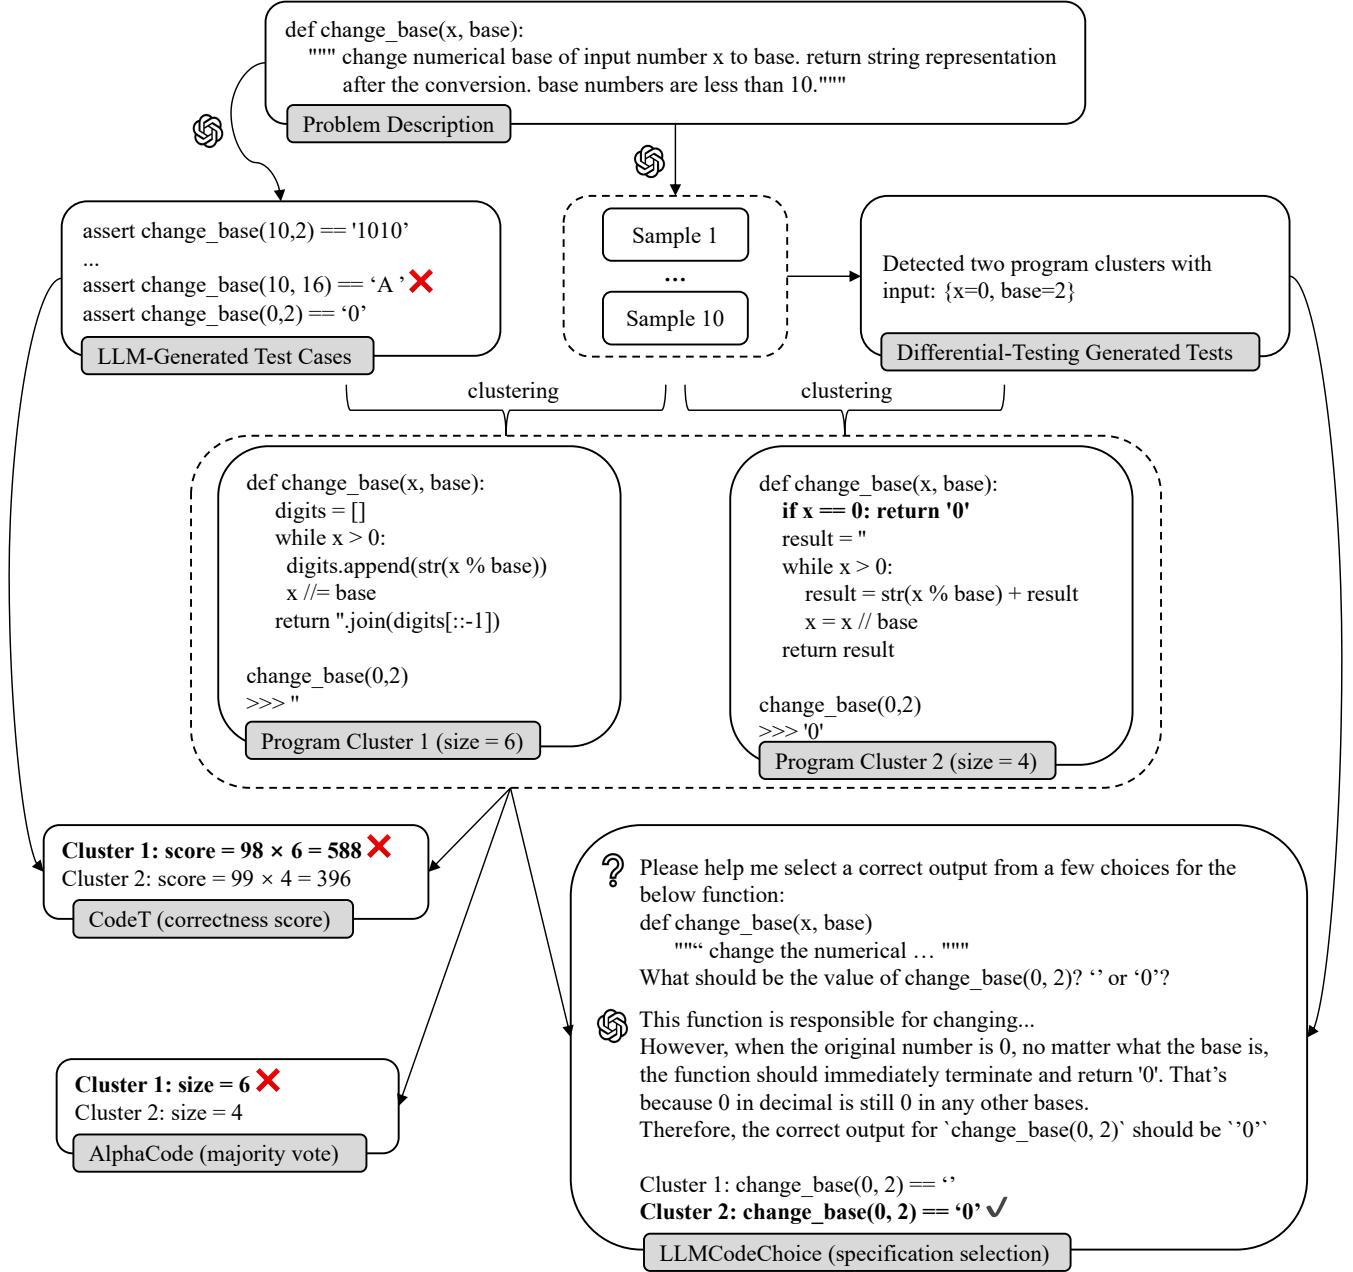 def change_base(x, base):
""" change numerical base of input number x to base. return string representation
after the conversion. base numbers are less than 10."""
Problem Description
assert change_base(10,2) == '1010’
...
assert change_base(10, 16) == ‘A ’
assert change_base(0,2) == ‘0’
LLM-Generated Test Cases
Sample 1
...
Sample 10
Detected two program clusters with
input: {x=0, base=2}
Differential-Testing Generated Tests
clustering
clustering
def change_base(x, base):
digits = []
while x > 0:
digits.append(str(x % base))
x //= base
return ''.join(digits[::-1])
change_base(0,2)
>>> ''
Program Cluster 1 (size = 6)
def change_base(x, base):
if x == 0: return '0'
result = ''
while x > 0:
result = str(x % base) + result
x = x // base
return result
change_base(0,2)
>>> '0'
Program Cluster 2 (size = 4)
Cluster 1: score = 98 × 6 = 588
Cluster 2: score = 99 × 4 = 396
CodeT (correctness score)
Cluster 1: size = 6
Cluster 2: size = 4
AlphaCode (majority vote)
Please help me select a correct output from a few choices for the
below function:
def change_base(x, base)
""“ change the numerical … """
What should be the value of change_base(0, 2)? ‘’ or ‘0’?
This function is responsible for changing...
However, when the original number is 0, no matter what the base is,
the function should immediately terminate and return '0'. That’s
because 0 in decimal is still 0 in any other bases.
Therefore, the correct output for `change_base(0, 2)` should be `’0’`
Cluster 1: change_base(0, 2) == ‘’
Cluster 2: change_base(0, 2) == ‘0’
LLMCodeChoice (specification selection)